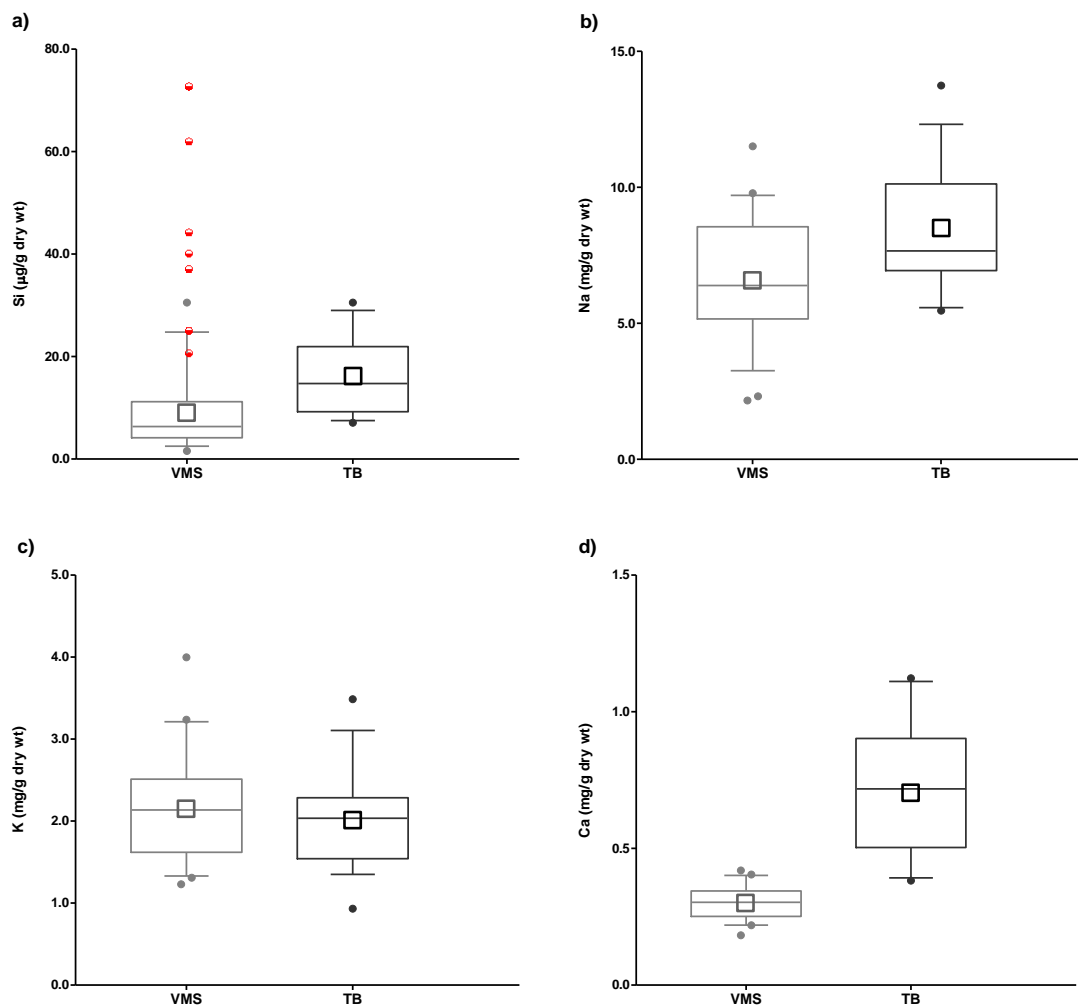 a)
80.0
60.0
40.0
20.0
0.0
Si (µg/g dry wt)
VMS TB
b)
15.0
10.0
5.0
0.0
Na (mg/g dry wt)
VMS TB
c)
5.0
4.0
3.0
2.0
1.0
0.0
K (mg/g dry wt)
VMS TB
d)
1.5
1.0
0.5
0.0
Ca (mg/g dry wt)
VMS TB